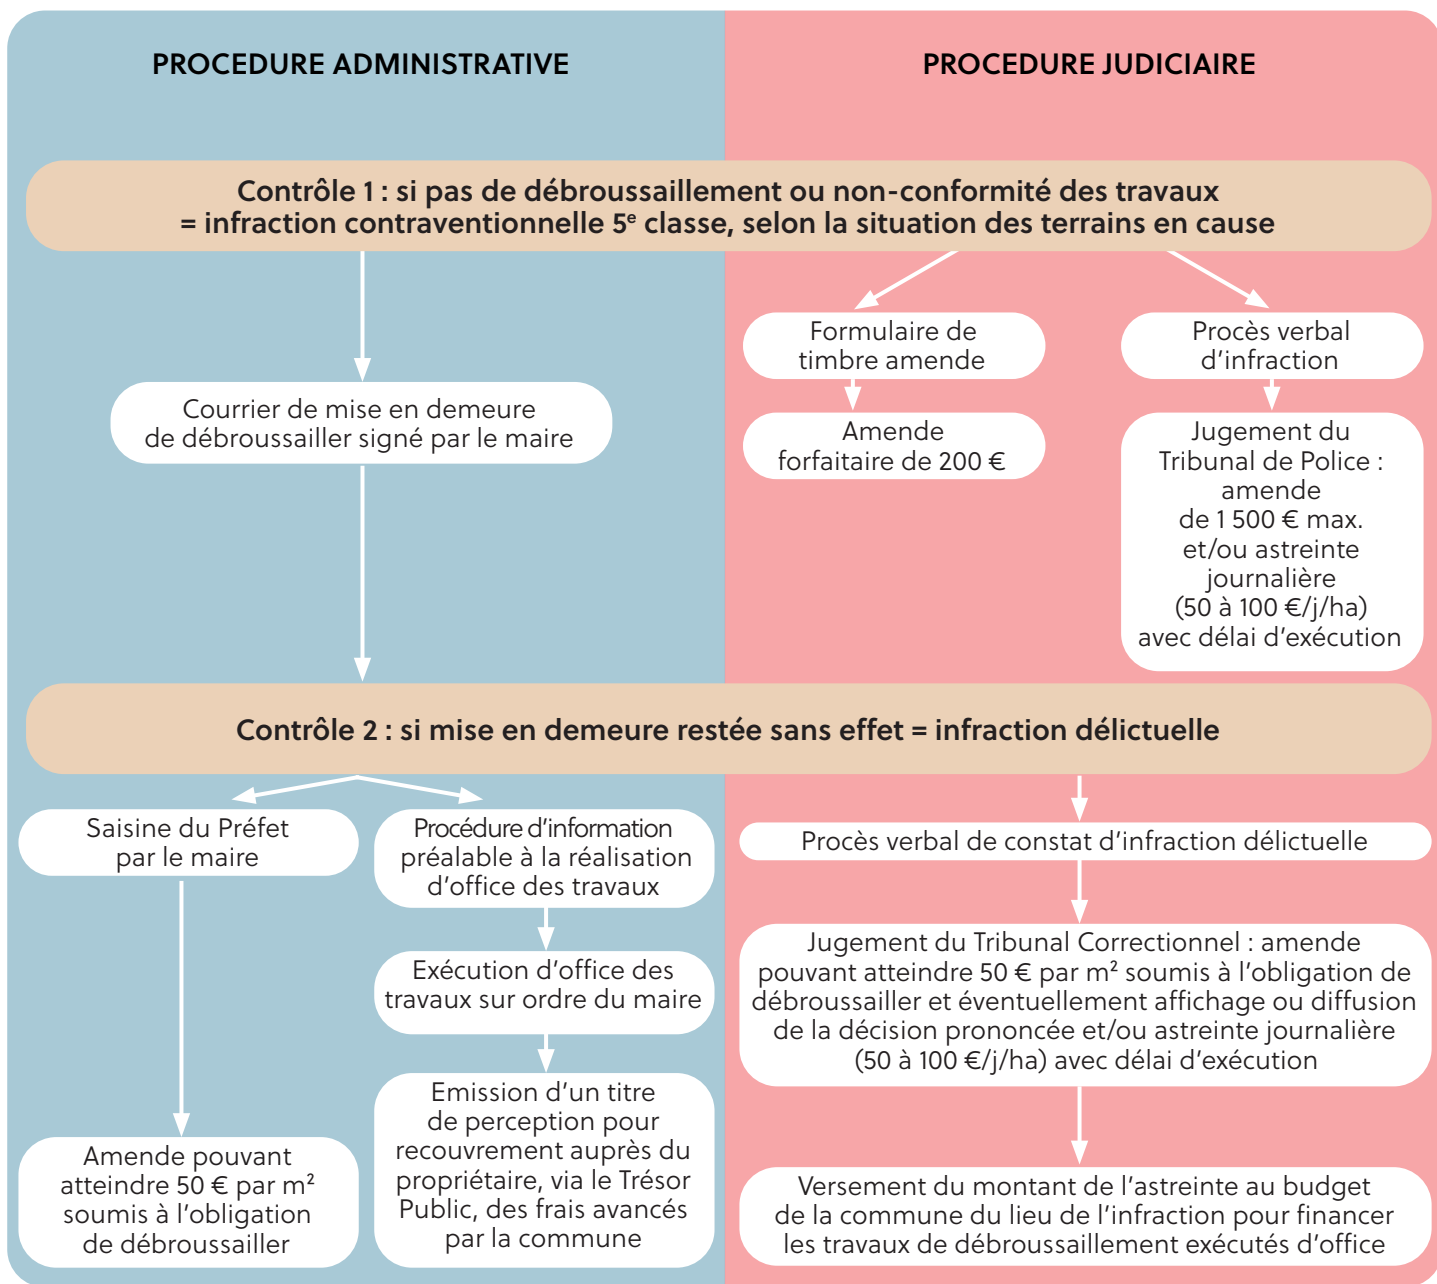 PROCEDURE ADMINISTRATIVE
PROCEDURE JUDICIAIRE
Contrôle 1 : si pas de débroussaillement ou non-conformité des travaux
= infraction contraventionnelle 5e classe, selon la situation des terrains en cause
Courrier de mise en demeure
de débroussailler signé par le maire
Formulaire de
timbre amende
Amende
forfaitaire de 200 €
Procès verbal
d’infraction
Jugement du
Tribunal de Police :
amende
de 1 500 € max.
et/ou astreinte
journalière
(50 à 100 €/j/ha)
avec délai d’exécution
Contrôle 2 : si mise en demeure restée sans effet = infraction délictuelle
Saisine du Préfet
par le maire
Amende pouvant
atteindre 50 € par m²
soumis à l’obligation
de débroussailler
Procédure d’information
préalable à la réalisation
d’office des travaux
Exécution d’office des
travaux sur ordre du maire
Emission d’un titre
de perception pour
recouvrement auprès du
propriétaire, via le Trésor
Public, des frais avancés
par la commune
Procès verbal de constat d’infraction délictuelle
Jugement du Tribunal Correctionnel : amende
pouvant atteindre 50 € par m² soumis à l’obligation de
débroussailler et éventuellement affichage ou diffusion
de la décision prononcée et/ou astreinte journalière
(50 à 100 €/j/ha) avec délai d’exécution
Versement du montant de l’astreinte au budget
de la commune du lieu de l’infraction pour financer
les travaux de débroussaillement exécutés d’office